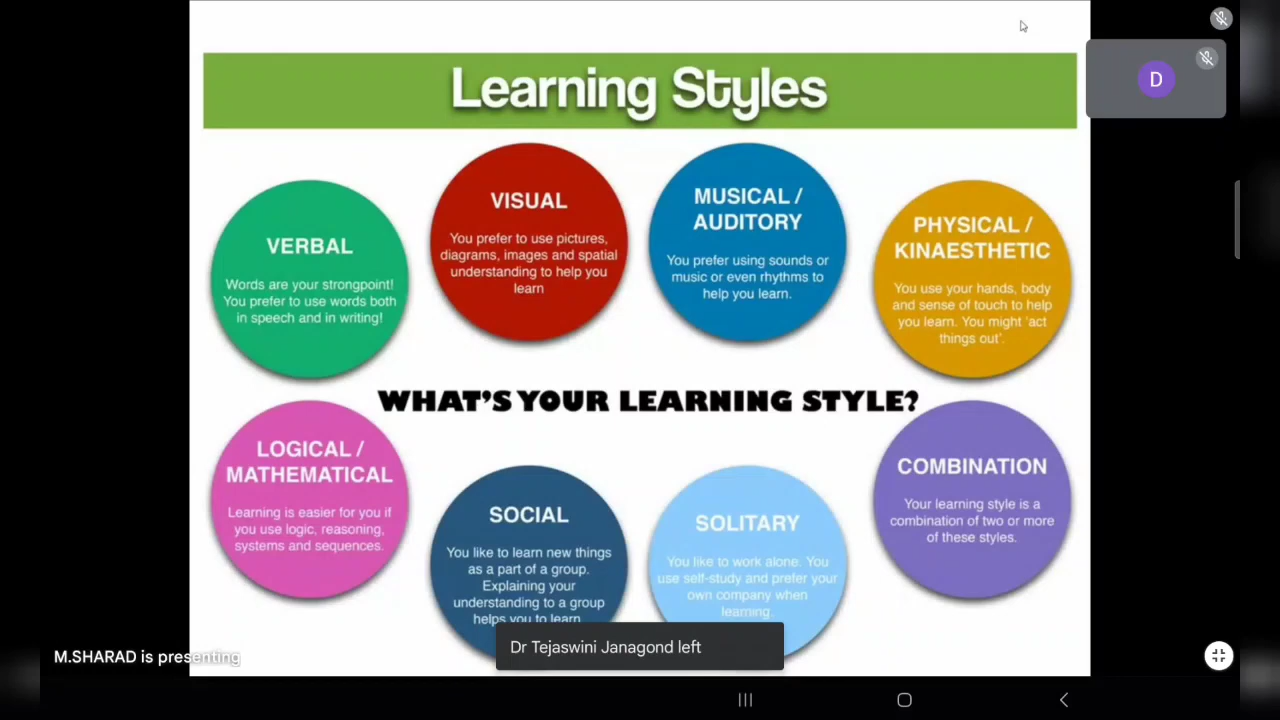 Learning Styles
D
VERBAL
Words are your strongpoint!
You prefer to use words both
in speech and in writing!
VISUAL
You prefer to use pictures,
diagrams, images and spatial
understanding to help you
learn
MUSICAL /
AUDITORY
You prefer using sounds or
music or even rhythms to
help you learn.
PHYSICAL /
KINAESTHETIC
You use your hands, body
and sense of touch to help
you learn. You might 'act
things out'.
WHAT'S YOUR LEARNING STYLE?
LOGICAL /
MATHEMATICAL
Learning is easier for you if
you use logic, reasoning,
systems and sequences.
SOCIAL
You like to learn new things
as a part of a group.
Explaining your
understanding to a group
helps you to learn
SOLITARY
You like to work alone. You
use self-study and prefer your
own company when
learning.
COMBINATION
Your learning style is a
combination of two or more
of these styles.
Dr Tejaswini Janagond left
M.SHARAD is presenting